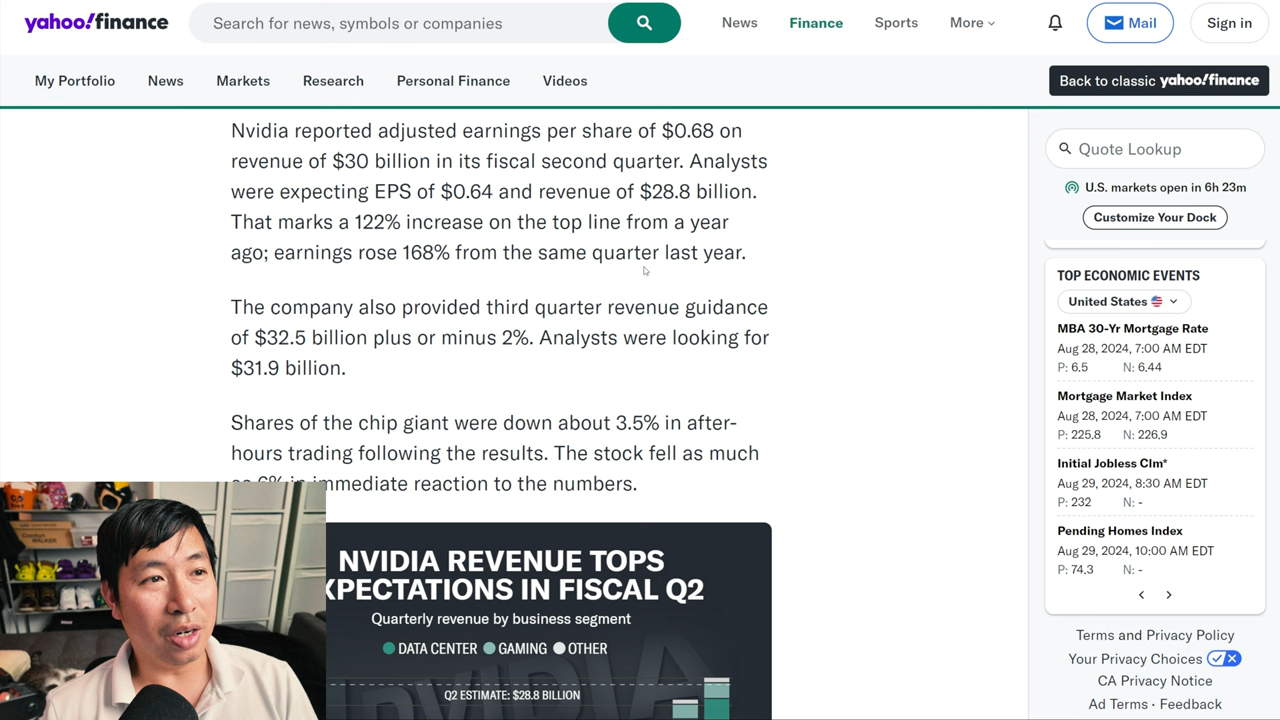 yahoo!finance
Search for news, symbols or companies
News
Finance
Sports
More
Mail
Sign in
My Portfolio
News
Markets
Research
Personal Finance
Videos
Back to classic yahoo!finance
Nvidia reported adjusted earnings per share of $0.68 on
revenue of $30 billion in its fiscal second quarter. Analysts
were expecting EPS of $0.64 and revenue of $28.8 billion.
That marks a 122% increase on the top line from a year
ago; earnings rose 168% from the same quarter last year.
The company also provided third quarter revenue guidance
of $32.5 billion plus or minus 2%. Analysts were looking for
$31.9 billion.
Shares of the chip giant were down about 3.5% in after-
hours trading following the results. The stock fell as much
as 6% in immediate reaction to the numbers.
NVIDIA REVENUE TOPS
XPECTATIONS IN FISCAL Q2
Quarterly revenue by business segment
DATA CENTER GAMING OTHER
Q2 ESTIMATE: $28.8 BILLION
NVIDIA
Quote Lookup
U.S. markets open in 6h 23m
Customize Your Dock
TOP ECONOMIC EVENTS
United States
MBA 30-Yr Mortgage Rate
Aug 28, 2024, 7:00 AM EDT
P: 6.5 N: 6.44
Mortgage Market Index
Aug 28, 2024, 7:00 AM EDT
P: 225.8 N: 226.9
Initial Jobless Clm*
Aug 29, 2024, 8:30 AM EDT
P: 232 N: -
Pending Homes Index
Aug 29, 2024, 10:00 AM EDT
P: 74.3 N: -
Terms and Privacy Policy
Your Privacy Choices
CA Privacy Notice
Ad Terms · Feedback